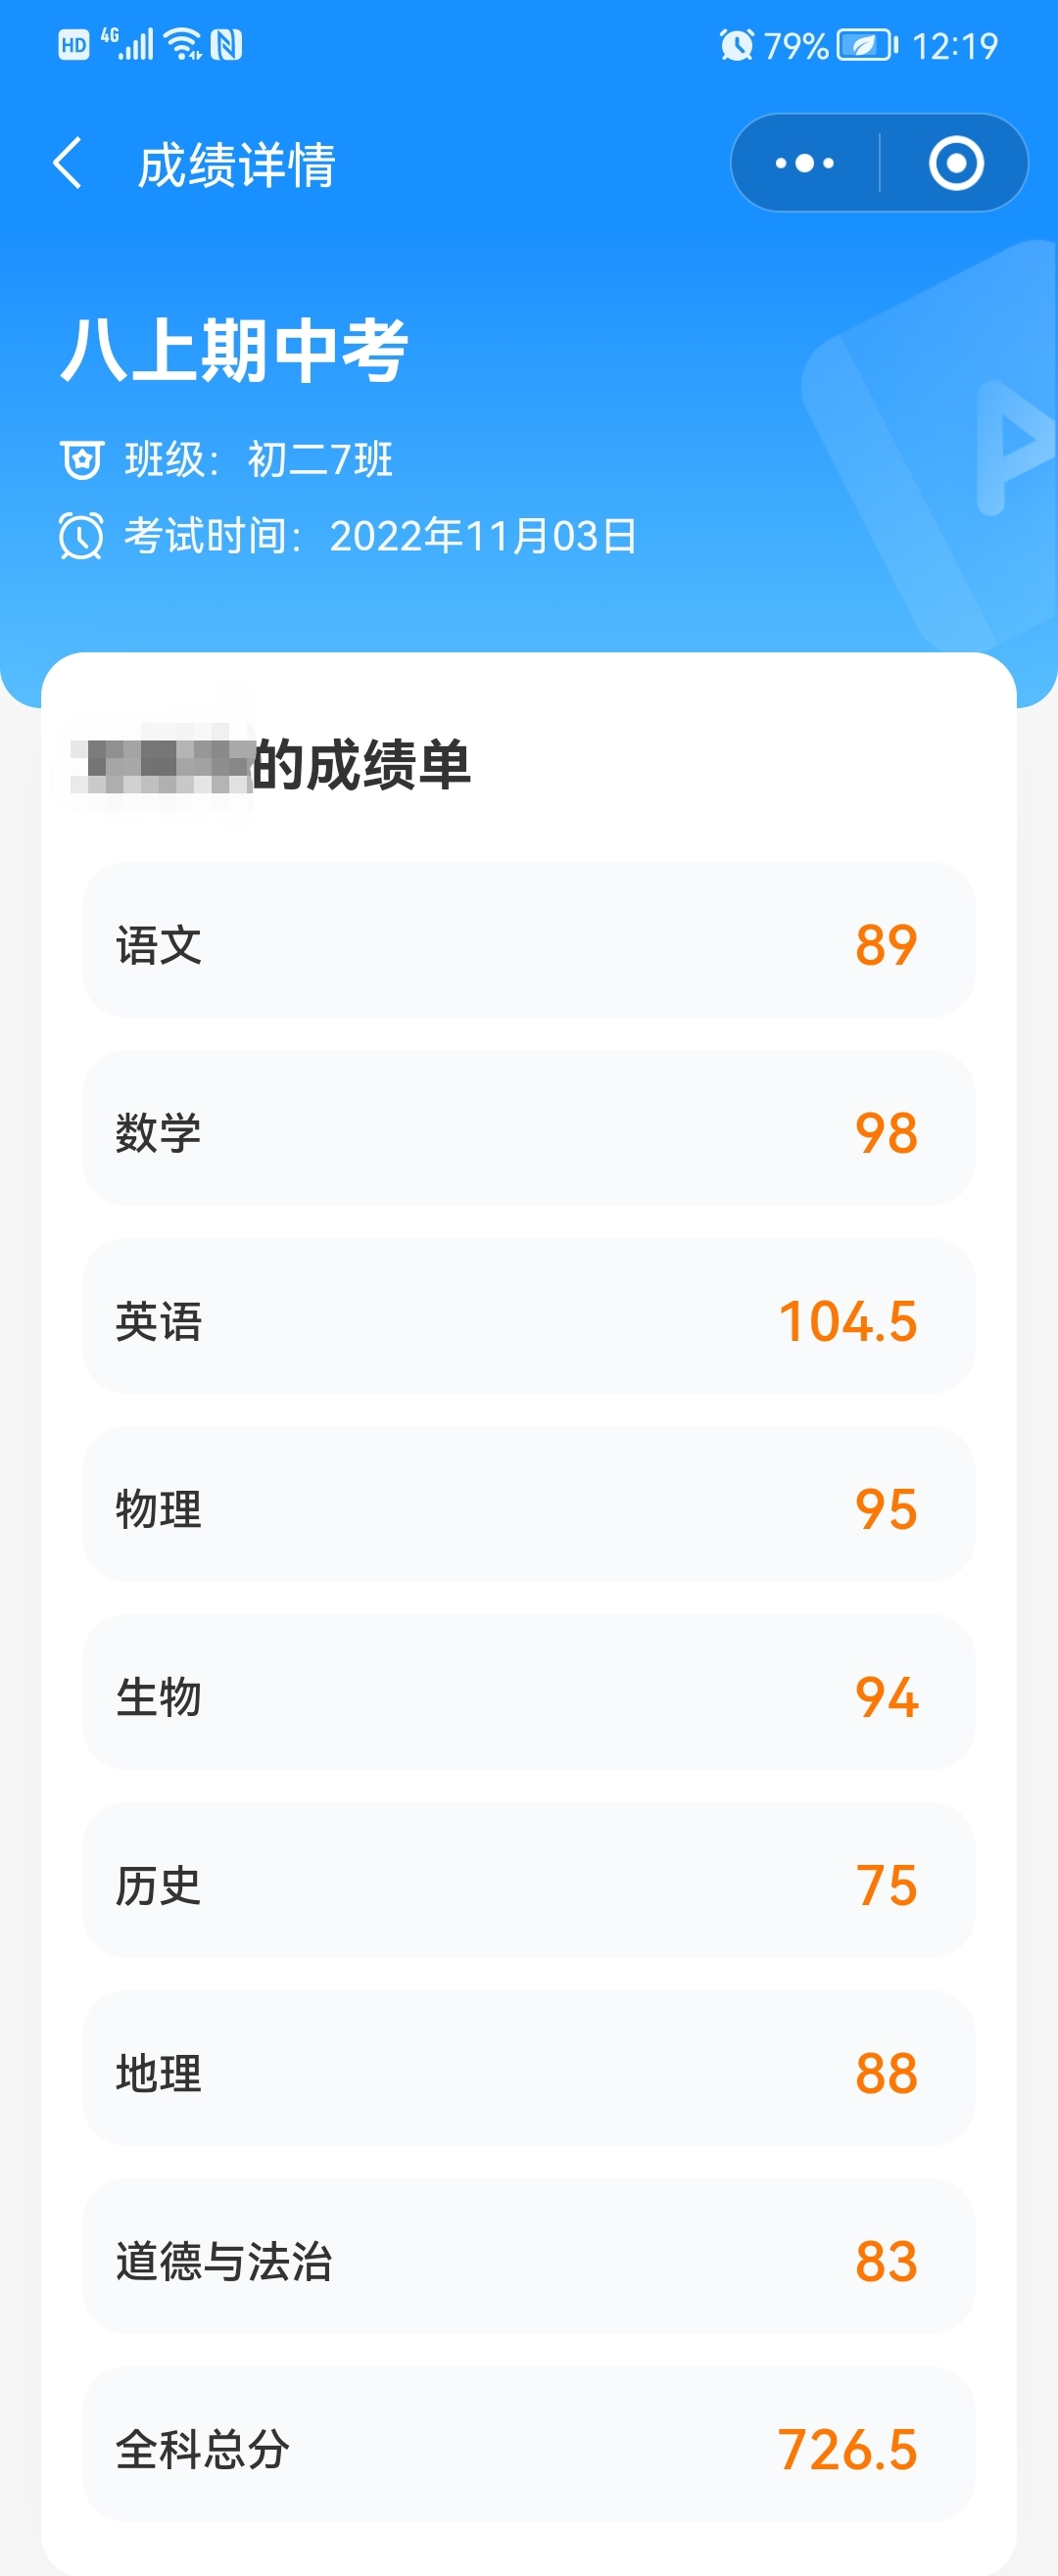 HD 4G 79% 12:19
成绩详情
八上期中考
班级：初二7班
考试时间：2022年11月03日
A
的成绩单
语文 89
数学 98
英语 104.5
物理 95
生物 94
历史 75
地理 88
道德与法治 83
全科总分 726.5